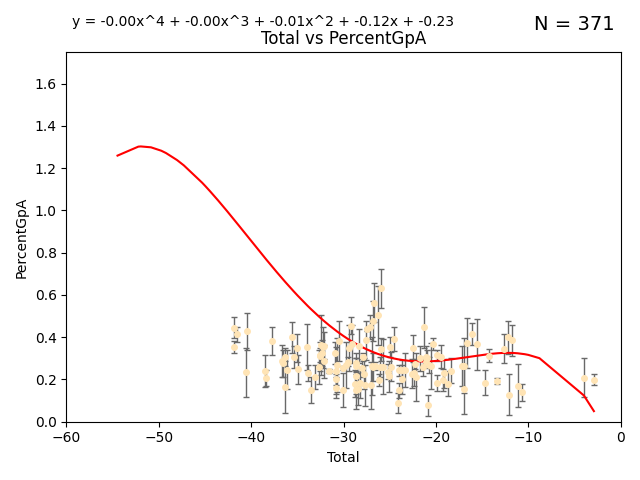 y = -0.00x^4 + -0.00x^3 + -0.01x^2 + -0.12x + -0.23
N = 371
Total vs PercentGpA
1.6
1.4
1.2
1.0
0.8
0.6
0.4
0.2
0.0
PercentGpA
−60 −50 −40 −30 −20 −10 0
Total